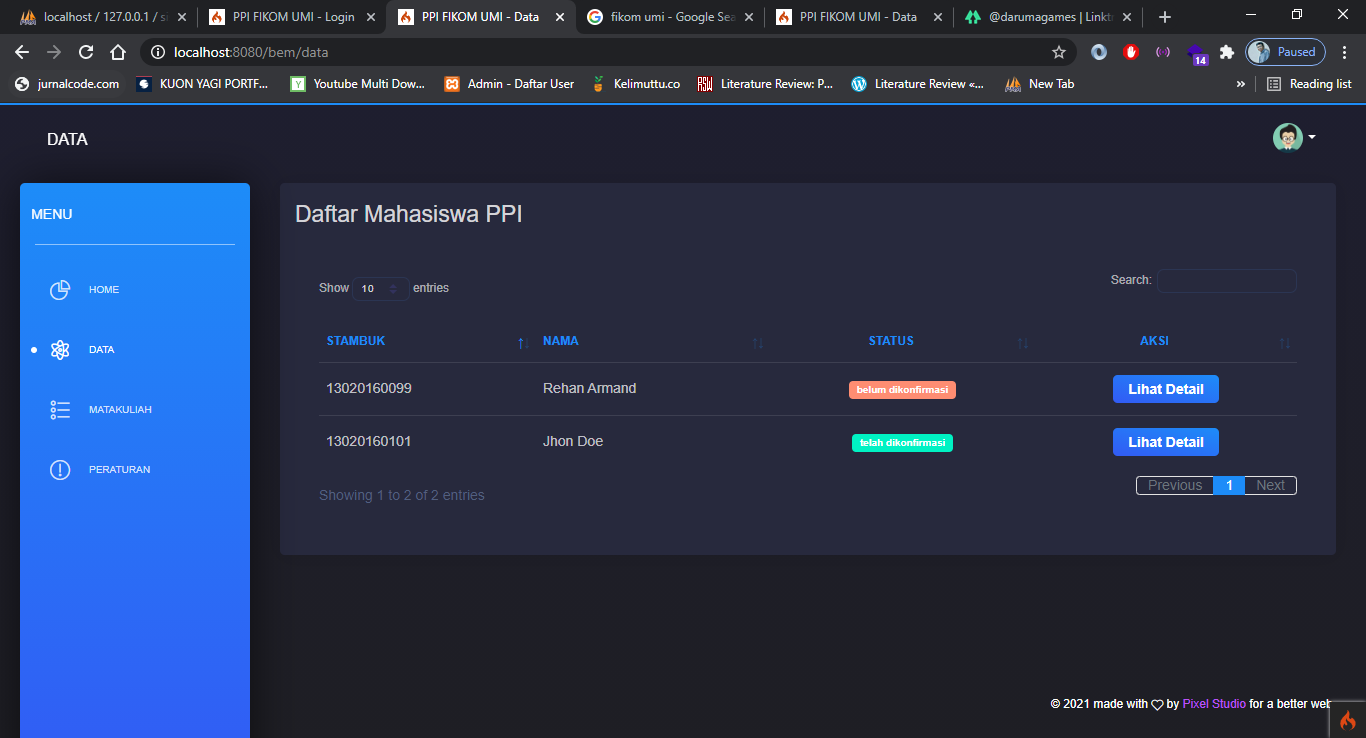 localhost / 127.0.0.1 / si
PPI FIKOM UMI - Login
PPI FIKOM UMI - Data
fikom umi - Google Sea
PPI FIKOM UMI - Data
@darumagames | Linktr
localhost:8080/bem/data
14
Paused
jurnalcode.com
KUON YAGI PORTF...
Youtube Multi Dow...
Admin - Daftar User
Kelimuttu.co
Literature Review: P...
Literature Review «...
New Tab
»
Reading list
DATA
MENU
HOME
DATA
MATAKULIAH
PERATURAN
Daftar Mahasiswa PPI
Show 10 entries
Search:
STAMBUK NAMA STATUS AKSI
13020160099 Rehan Armand belum dikonfirmasi Lihat Detail
13020160101 Jhon Doe telah dikonfirmasi Lihat Detail
Showing 1 to 2 of 2 entries
Previous 1 Next
© 2021 made with by Pixel Studio for a better web